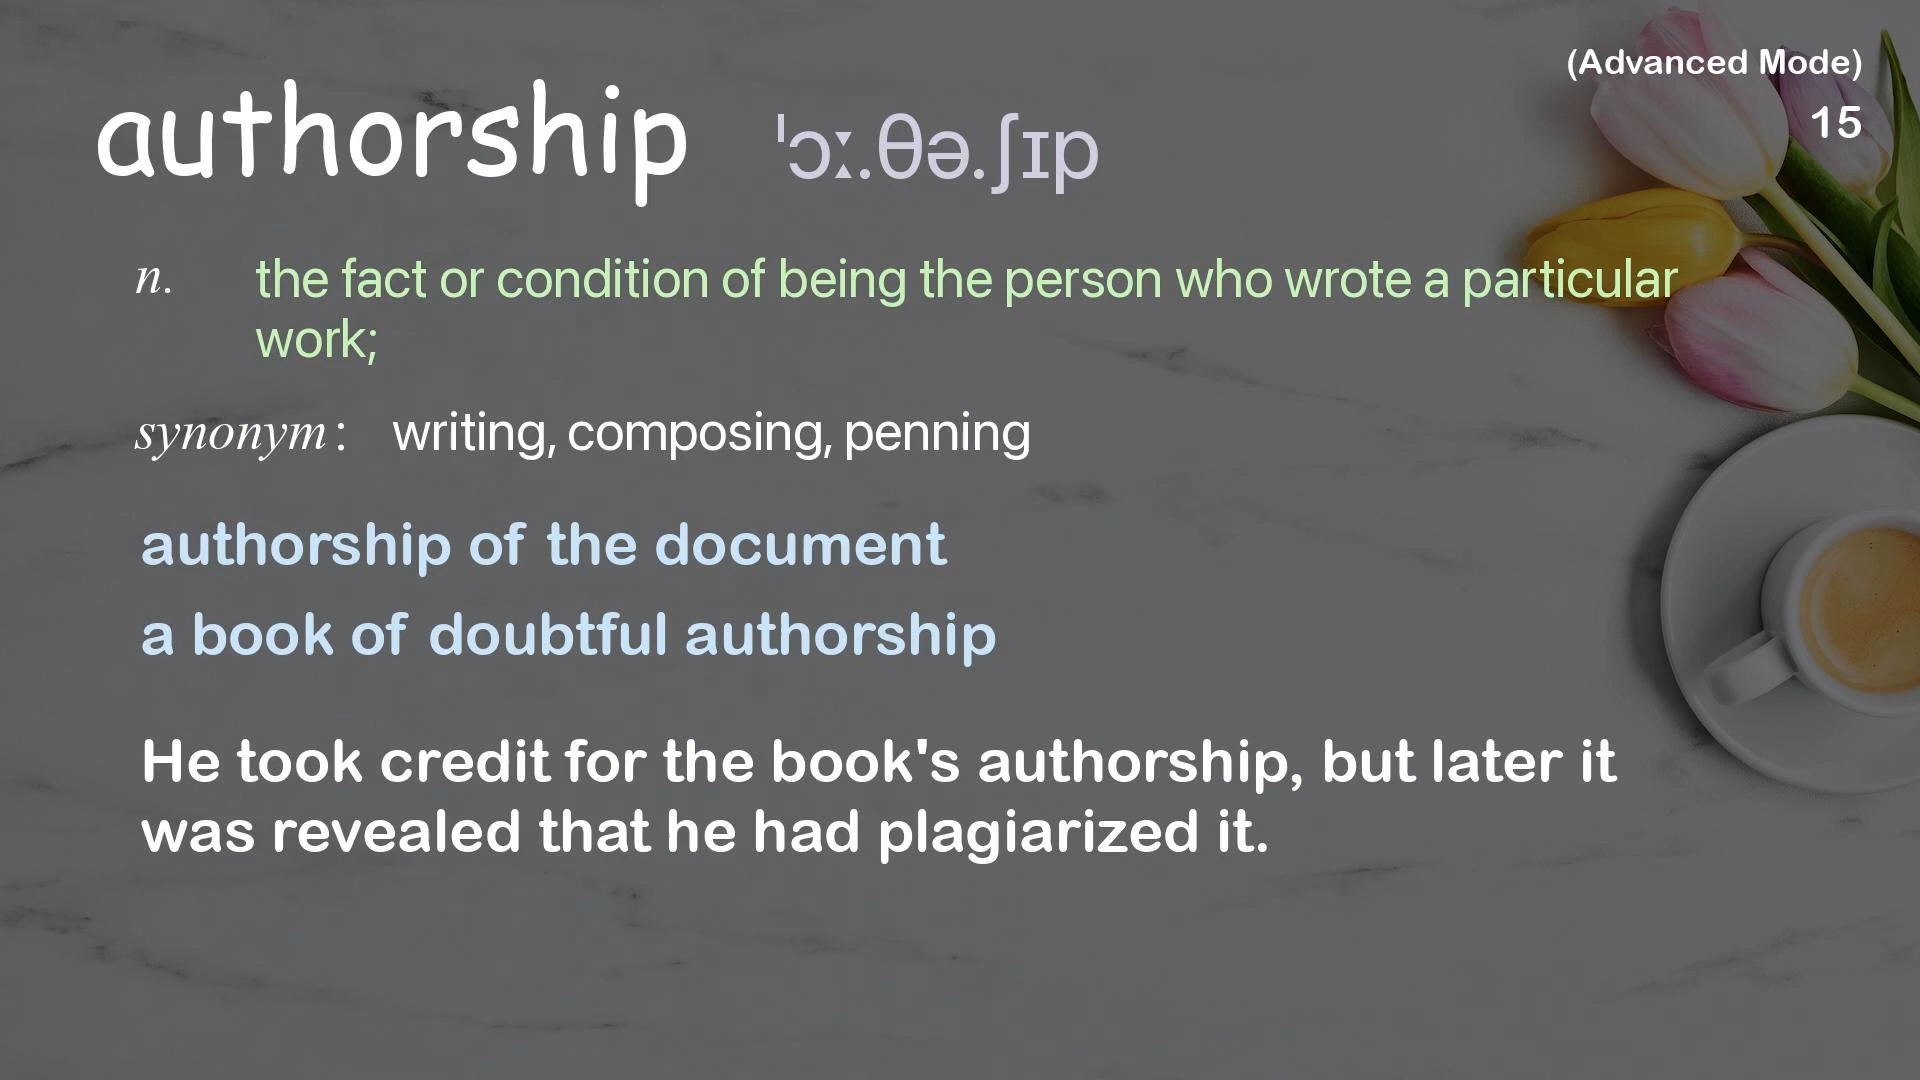 (Advanced Mode)
15
authorship ˈɔː.θə.ʃɪp
n. the fact or condition of being the person who wrote a particular
work;
synonym: writing, composing, penning
authorship of the document
a book of doubtful authorship
He took credit for the book's authorship, but later it
was revealed that he had plagiarized it.